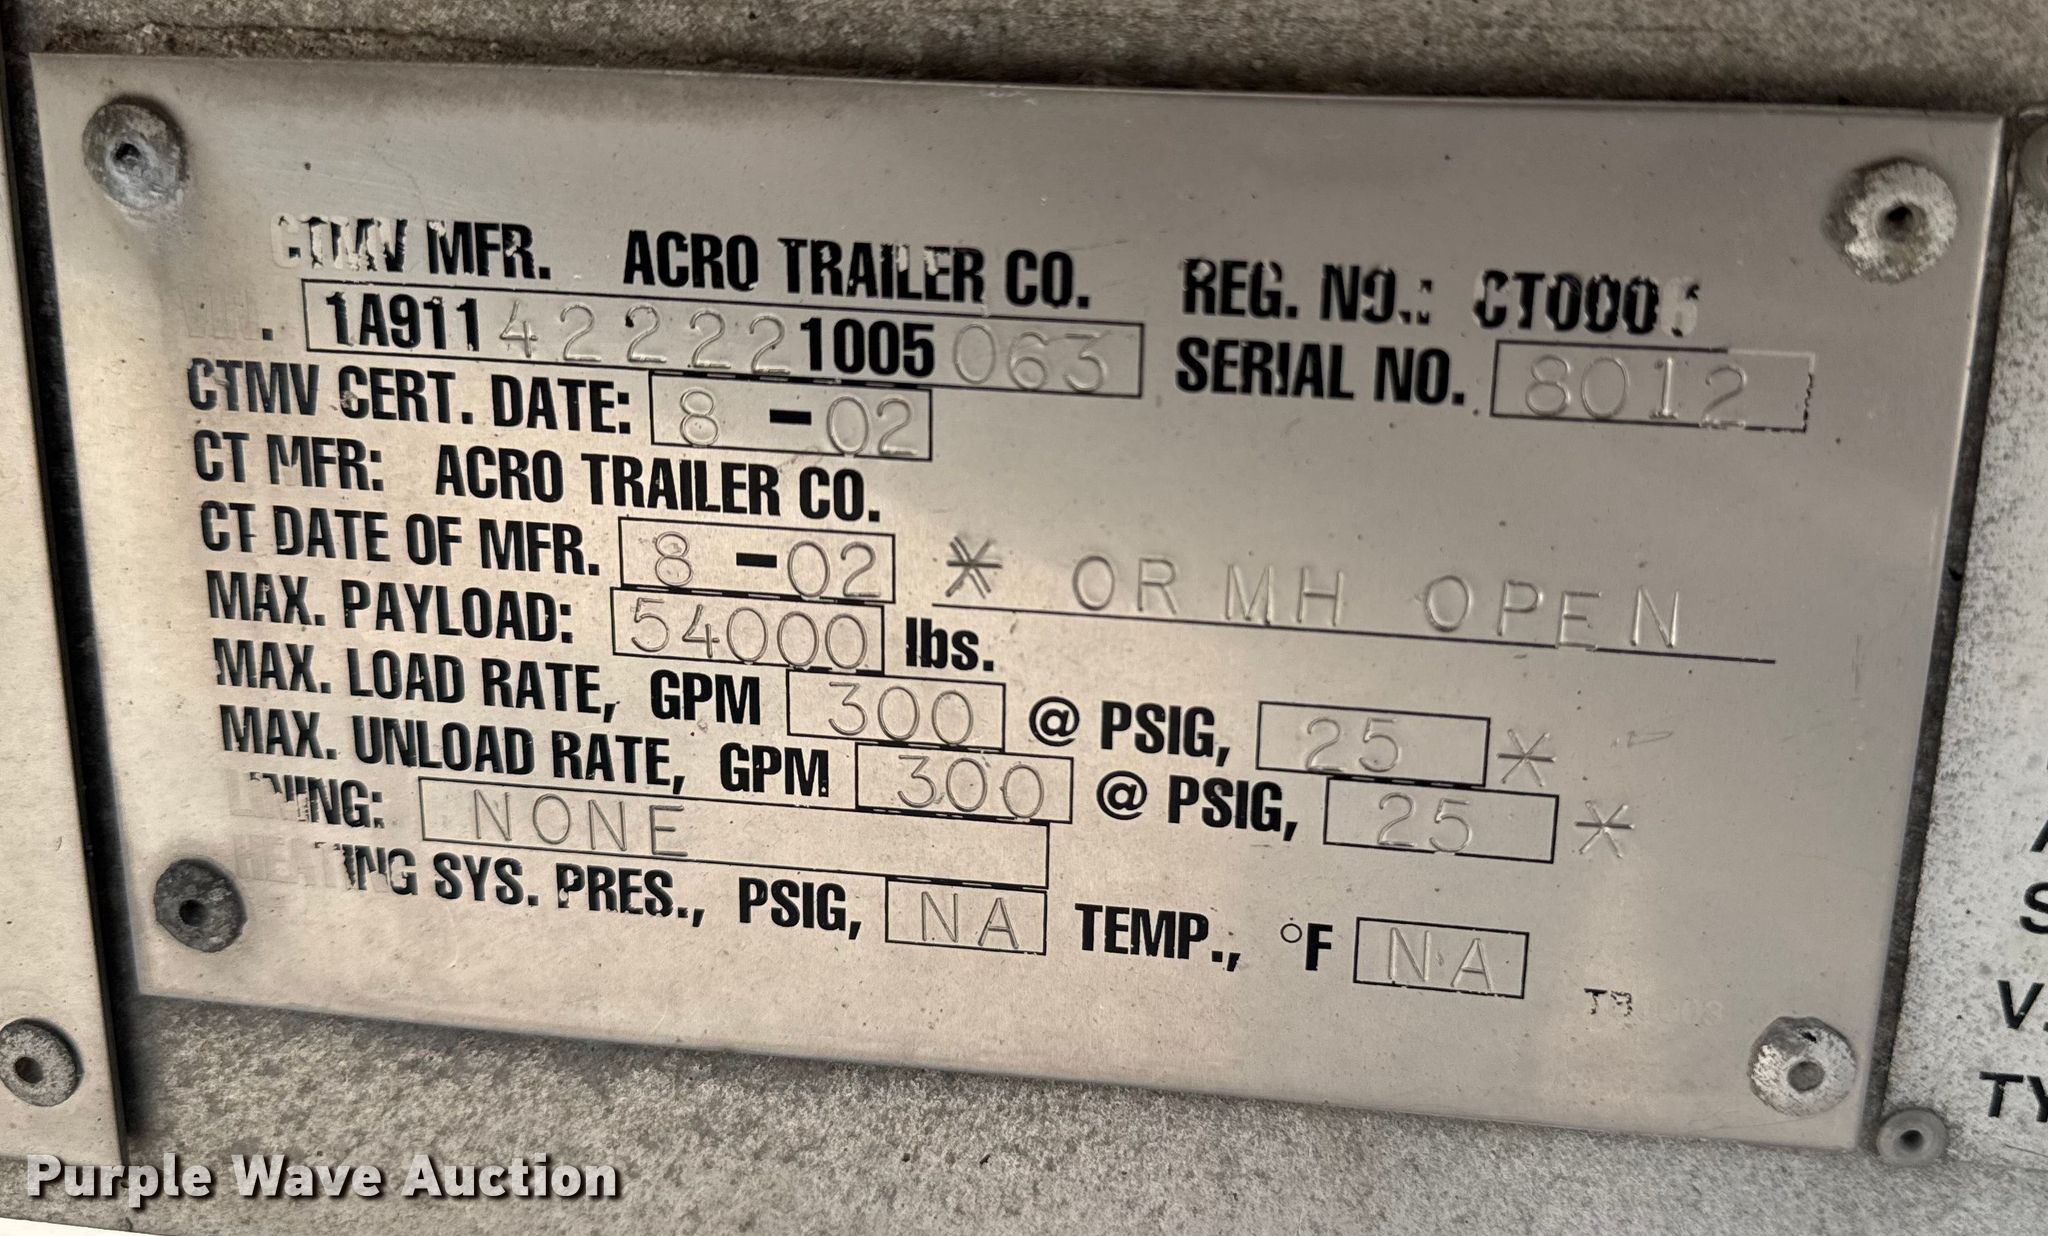 CTMV MFR. ACRO TRAILER CO. REG. NO.:
1A911422221005063 SERIAL NO. 8012
CTMV CERT. DATE: 8-02
CT MFR: ACRO TRAILER CO.
CT DATE OF MFR. 8-02 * OR MH OPEN
MAX. PAYLOAD: 54000 lbs.
MAX. LOAD RATE, GPM 300 @ PSIG, 25 *
MAX. UNLOAD RATE, GPM 300 @ PSIG, 25 *
LINING: NONE
HEATING SYS. PRES., PSIG, NA TEMP., °F NA
Purple Wave Auction